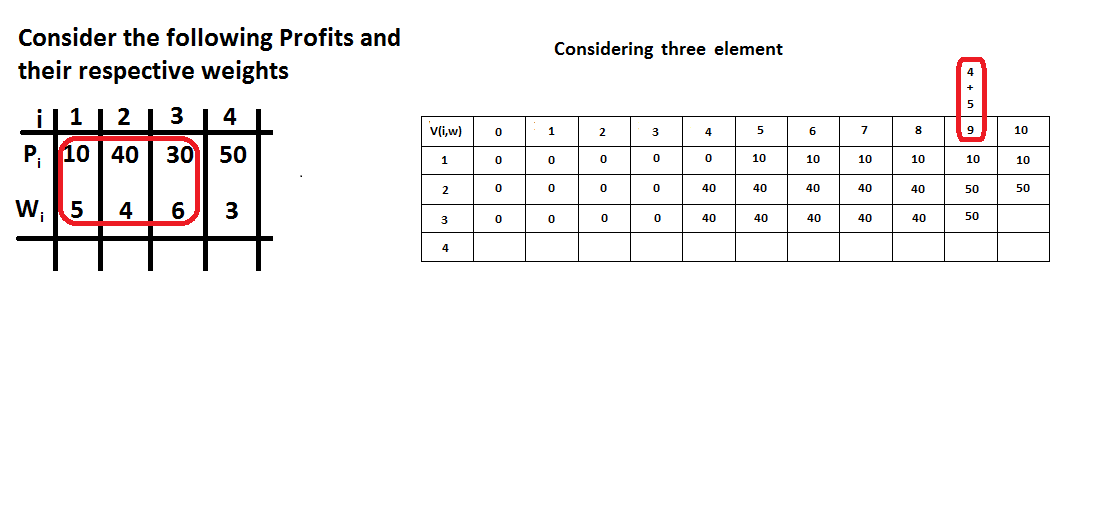 Consider the following Profits and
their respective weights
i 1 2 3 4
Pi 10 40 30 50
Wi 5 4 6 3
Considering three element
4
+
5
V(i,w) 0 1 2 3 4 5 6 7 8 9 10
1 0 0 0 0 0 10 10 10 10 10 10
2 0 0 0 0 40 40 40 40 40 50 50
3 0 0 0 0 40 40 40 40 40 50
4